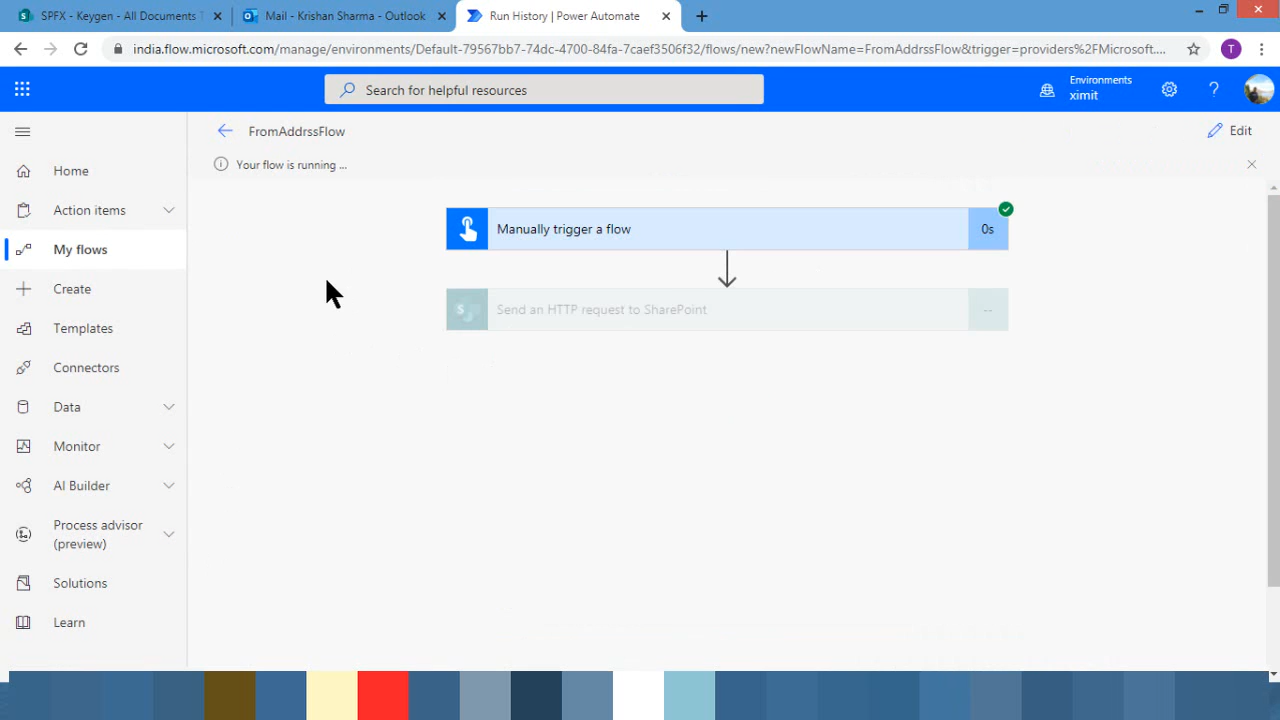 SPFX - Keygen - All Documents
Mail - Krishan Sharma - Outlook
Run History | Power Automate
india.flow.microsoft.com/manage/environments/Default-79567bb7-74dc-4700-84fa-7caef3506f32/flows/new?newFlowName=FromAddrssFlow&trigger=providers%2FMicrosoft....
T
Search for helpful resources
Environments
ximit
FromAddrssFlow
Edit
Your flow is running ...
Home
Action items
My flows
Create
Templates
Connectors
Data
Monitor
AI Builder
Process advisor
(preview)
Solutions
Learn
Manually trigger a flow
0s
Send an HTTP request to SharePoint
--